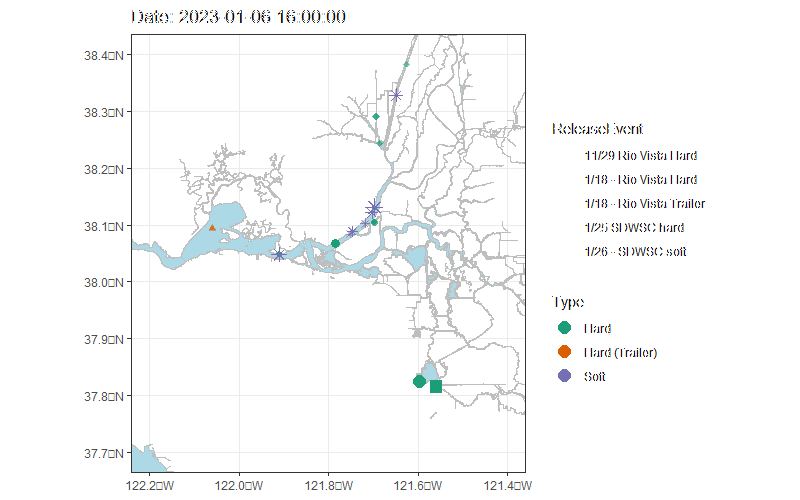 Date: 2023-01-06 16:00:00
38.4□N
38.3□N
38.2□N
38.1□N
38.0□N
37.9□N
37.8□N
37.7□N
122.2□W
122.0□W
121.8□W
121.6□W
121.4□W
ReleaseEvent
11/29 Rio Vista Hard
1/18 - Rio Vista Hard
1/18 - Rio Vista Trailer
1/25 SDWSC hard
1/26 - SDWSC soft
Type
Hard
Hard (Trailer)
Soft